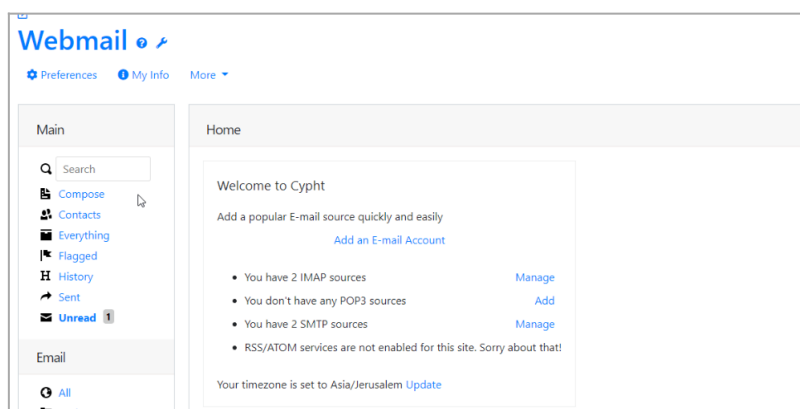 Webmail
Preferences My Info More
Main
Search
Compose
Contacts
Everything
Flagged
History
Sent
Unread 1
Email
All
Home
Welcome to Cypht
Add a popular E-mail source quickly and easily
Add an E-mail Account
You have 2 IMAP sources Manage
You don't have any POP3 sources Add
You have 2 SMTP sources Manage
RSS/ATOM services are not enabled for this site. Sorry about that!
Your timezone is set to Asia/Jerusalem Update